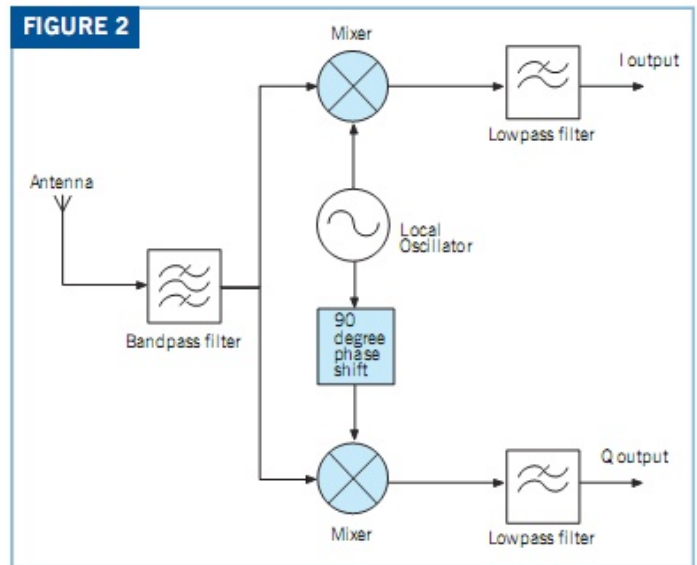 FIGURE 2
Mixer
I output
Lowpass filter
Antenna
Local
Oscillator
Bandpass filter
90
degree
phase
shift
Q output
Mixer
Lowpass filter